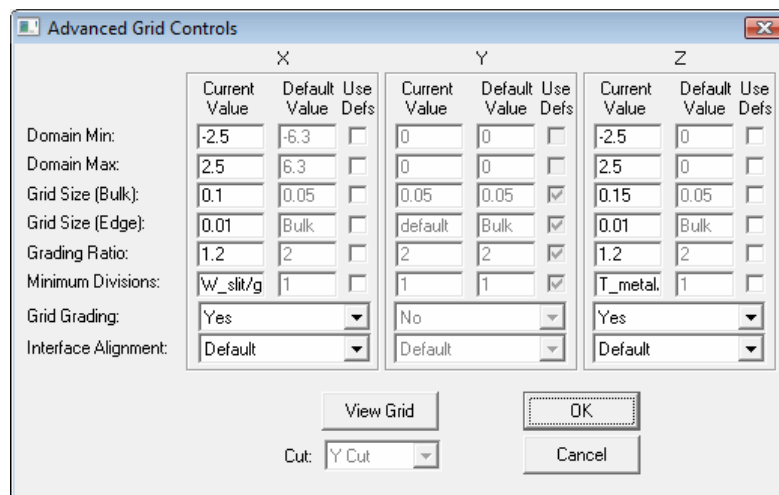 Advanced Grid Controls
X Y Z
Current Default Use Current Default Use Current Default Use
Value Value Defs Value Value Defs Value Value Defs
Domain Min: -2.5 -6.3 0 0 -2.5 0
Domain Max: 2.5 6.3 0 0 2.5 0
Grid Size (Bulk): 0.1 0.05 0.05 0.05 0.15 0.05
Grid Size (Edge): 0.01 Bulk default Bulk 0.01 Bulk
Grading Ratio: 1.2 2 2 2 1.2 2
Minimum Divisions: W_slit/g 1 1 1 T_metal. 1
Grid Grading: Yes No Yes
Interface Alignment: Default Default Default
View Grid OK
Cut: Y Cut Cancel